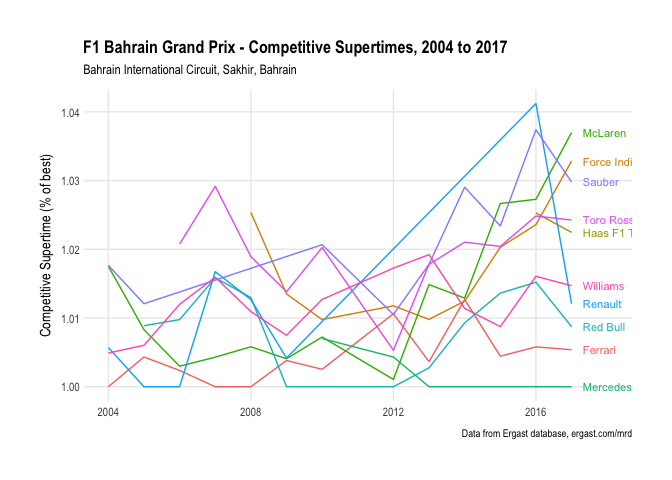 F1 Bahrain Grand Prix - Competitive Supertimes, 2004 to 2017
Bahrain International Circuit, Sakhir, Bahrain
Competitive Supertime (% of best)
1.04
1.03
1.02
1.01
1.00
McLaren
Force Indi
Sauber
Toro Ross
Haas F1 T
Williams
Renault
Red Bull
Ferrari
Mercedes
2004
2008
2012
2016
Data from Ergast database, ergast.com/mrd